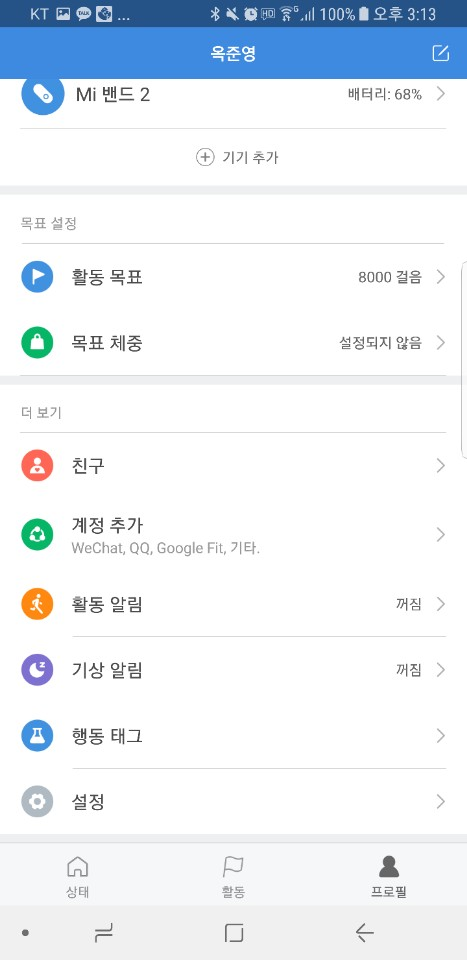 KT TALK ... HD 5 100% 오후 3:13
옥준영
Mi 밴드 2 배터리: 68%
기기 추가
목표 설정
활동 목표 8000 걸음
목표 체중 설정되지 않음
더 보기
친구
계정 추가
WeChat, QQ, Google Fit, 기타.
활동 알림 꺼짐
기상 알림 꺼짐
행동 태그
설정
상태 활동 프로필